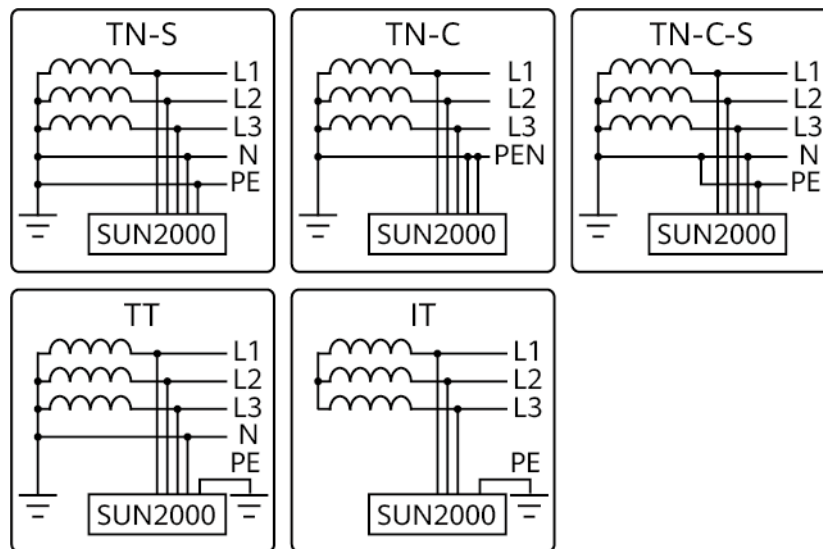 TN-S
L1
L2
L3
N
PE
SUN2000
TN-C
L1
L2
L3
PEN
SUN2000
TN-C-S
L1
L2
L3
N
PE
SUN2000
TT
L1
L2
L3
N
PE
SUN2000
IT
L1
L2
L3
PE
SUN2000